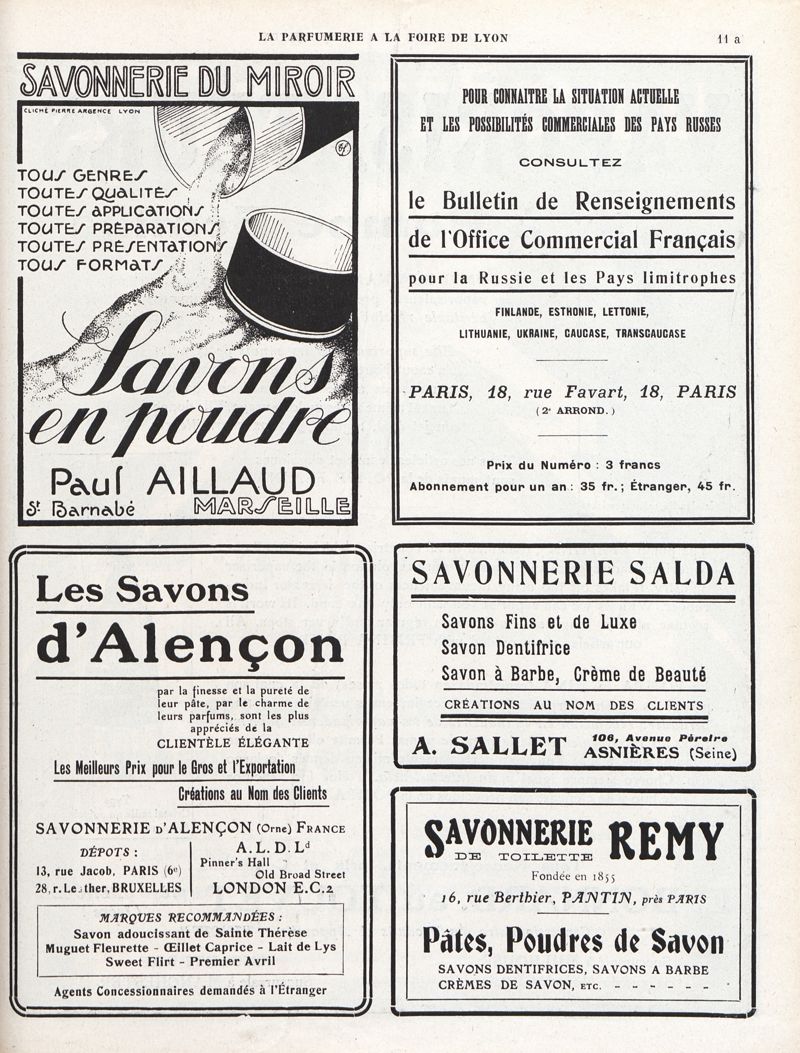 LA PARFUMERIE A LA FOIRE DE LYON
11 a
SAVONNERIE DU MIROIR
CLICHÉ PIERRE ARGENCE LYON
TOUS GENRES
TOUTES QUALITÉS
TOUTES APPLICATIONS
TOUTES PRÉPARATIONS
TOUTES PRÉSENTATIONS
TOUS FORMATS
Savons
en poudre
Paul AILLAUD
St Barnabé MARSEILLE
POUR CONNAITRE LA SITUATION ACTUELLE
ET LES POSSIBILITÉS COMMERCIALES DES PAYS RUSSES
CONSULTEZ
le Bulletin de Renseignements
de l'Office Commercial Français
pour la Russie et les Pays limitrophes
FINLANDE, ESTHONIE, LETTONIE,
LITHUANIE, UKRAINE, CAUCASE, TRANSCAUCASE
PARIS, 18, rue Favart, 18, PARIS
(2e ARROND.)
Prix du Numéro : 3 francs
Abonnement pour un an : 35 fr. ; Étranger, 45 fr.
Les Savons
d'Alençon
par la finesse et la pureté de
leur pâte, par le charme de
leurs parfums, sont les plus
appréciés de la
CLIENTÈLE ÉLÉGANTE
Les Meilleurs Prix pour le Gros et l'Exportation
Créations au Nom des Clients
SAVONNERIE D'ALENÇON (Orne) FRANCE
DÉPOTS :
13, rue Jacob, PARIS (6e)
28, r. Le ther, BRUXELLES
A. L. D. Ld
Pinner's Hall
Old Broad Street
LONDON E.C.2
MARQUES RECOMMANDÉES :
Savon adoucissant de Sainte Thérèse
Muguet Fleurette - Œillet Caprice - Lait de Lys
Sweet Flirt - Premier Avril
Agents Concessionnaires demandés à l'Étranger
SAVONNERIE SALDA
Savons Fins et de Luxe
Savon Dentifrice
Savon à Barbe, Crème de Beauté
CRÉATIONS AU NOM DES CLIENTS
A. SALLET
106, Avenue Péreire
ASNIÈRES (Seine)
SAVONNERIE REMY
DE TOILETTE
Fondée en 1855
16, rue Berthier, PANTIN, près PARIS
Pâtes, Poudres de Savon
SAVONS DENTIFRICES, SAVONS A BARBE
CRÈMES DE SAVON, ETC. - - - - - - -